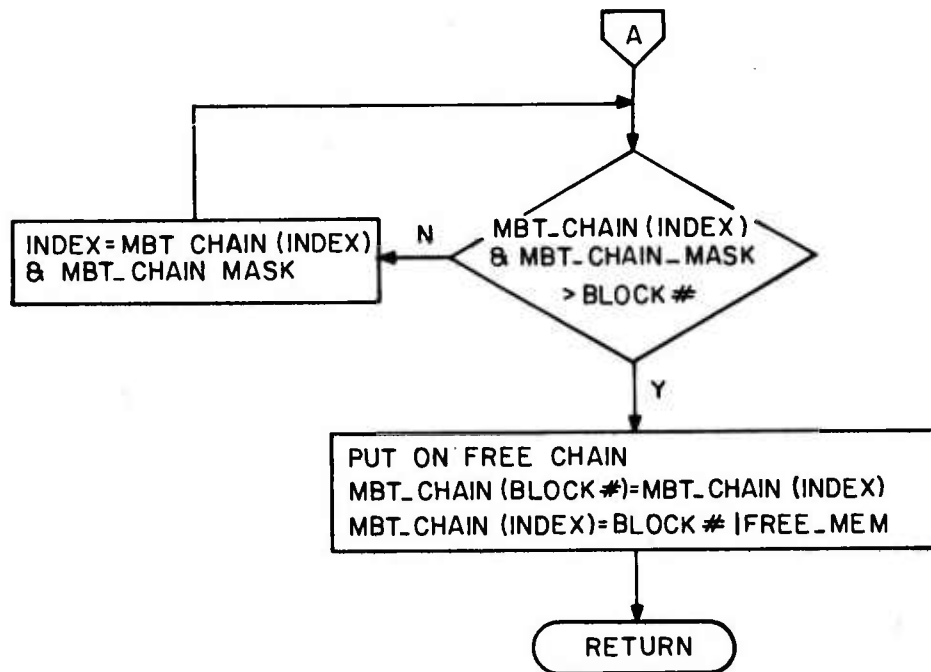 A
MBT_CHAIN (INDEX)
& MBT_CHAIN_MASK
> BLOCK #
N
INDEX=MBT CHAIN (INDEX)
& MBT_CHAIN MASK
Y
PUT ON FREE CHAIN
MBT_CHAIN (BLOCK #)=MBT_CHAIN (INDEX)
MBT_CHAIN (INDEX)=BLOCK # |FREE_MEM
RETURN